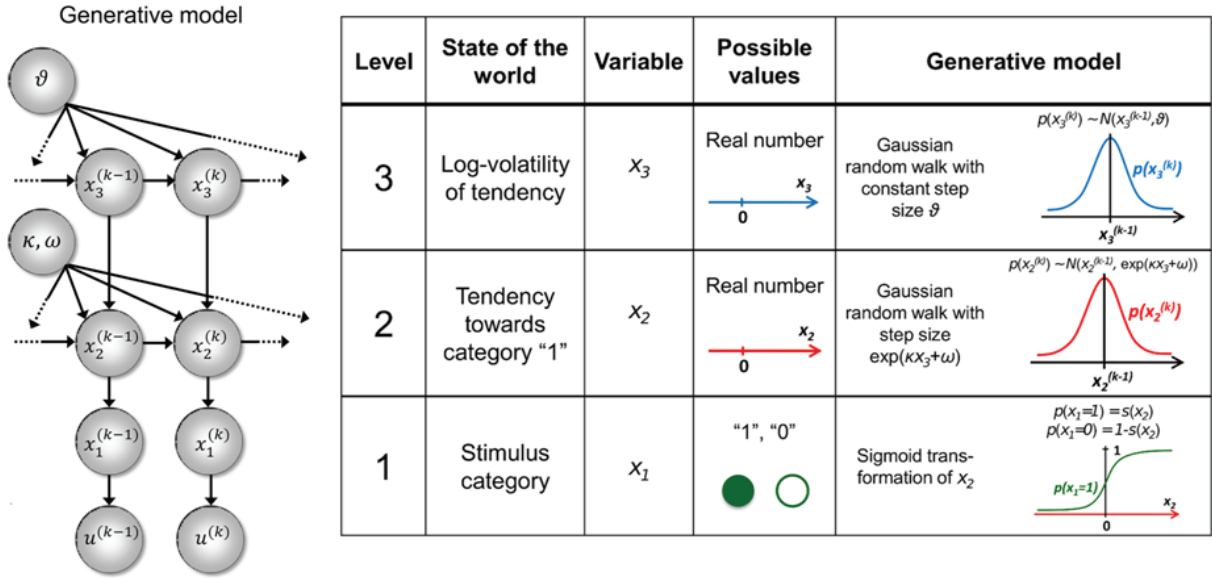 Generative model
ϑ
x₃⁽ᵏ⁻¹⁾
x₃⁽ᵏ⁾
κ, ω
x₂⁽ᵏ⁻¹⁾
x₂⁽ᵏ⁾
x₁⁽ᵏ⁻¹⁾
x₁⁽ᵏ⁾
u⁽ᵏ⁻¹⁾
u⁽ᵏ⁾
Level
State of the
world
Variable
Possible
values
Generative model
3
Log-volatility
of tendency
x₃
Real number
x₃
0
Gaussian
random walk with
constant step
size ϑ
p(x₃⁽ᵏ⁾) ~N(x₃⁽ᵏ⁻¹⁾,ϑ)
p(x₃⁽ᵏ⁾)
x₃⁽ᵏ⁻¹⁾
2
Tendency
towards
category “1”
x₂
Real number
x₂
0
Gaussian
random walk with
step size
exp(κx₃+ω)
p(x₂⁽ᵏ⁾) ~N(x₂⁽ᵏ⁻¹⁾, exp(κx₃+ω))
p(x₂⁽ᵏ⁾)
x₂⁽ᵏ⁻¹⁾
1
Stimulus
category
x₁
“1”, “0”
Sigmoid trans-
formation of x₂
p(x₁=1) =s(x₂)
p(x₁=0) =1-s(x₂)
1
p(x₁=1)
x₂
0